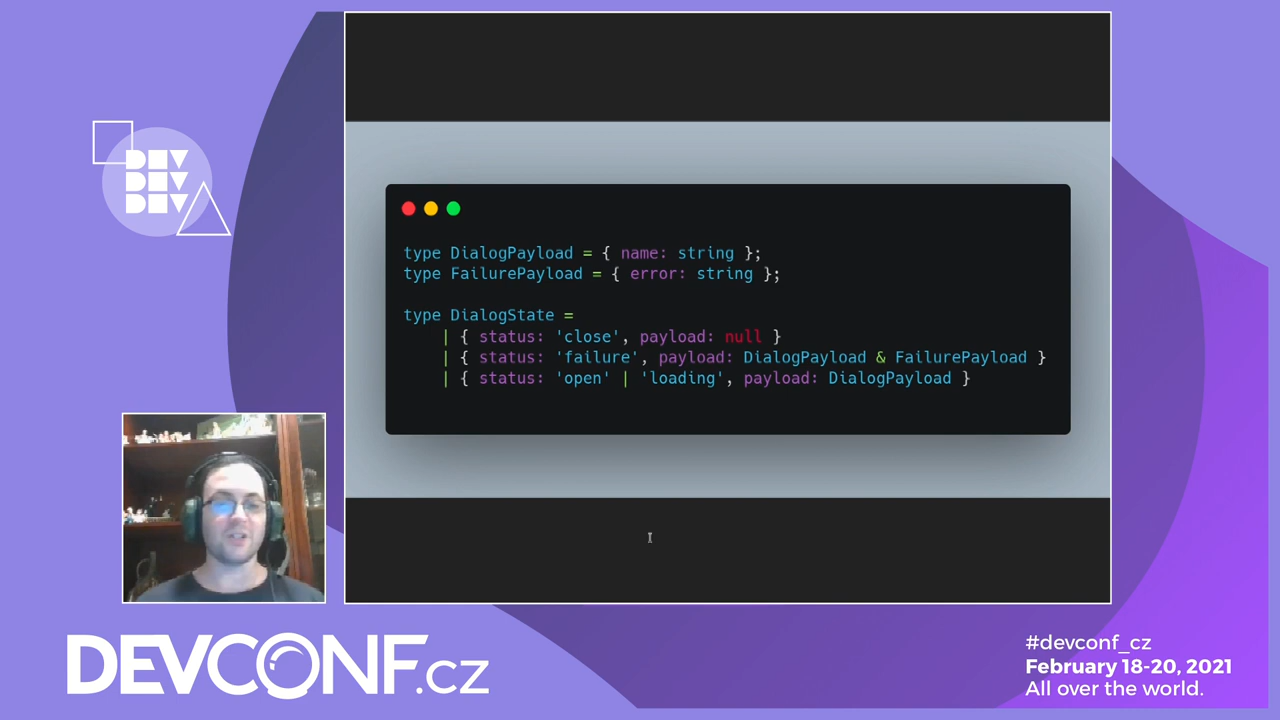 DEV
DEV
DEV
type DialogPayload = { name: string };
type FailurePayload = { error: string };
type DialogState =
| { status: 'close', payload: null }
| { status: 'failure', payload: DialogPayload & FailurePayload }
| { status: 'open' | 'loading', payload: DialogPayload }
DEVCONF.cz
#devconf_cz
February 18-20, 2021
All over the world.